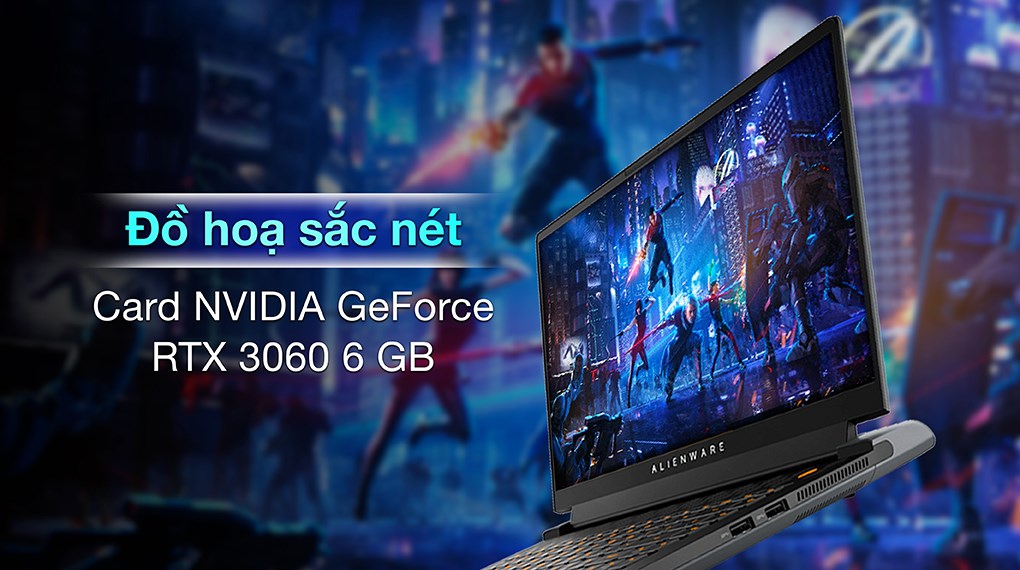 Đồ hoạ sắc nét
Card NVIDIA GeForce
RTX 3060 6 GB
ALIENWARE